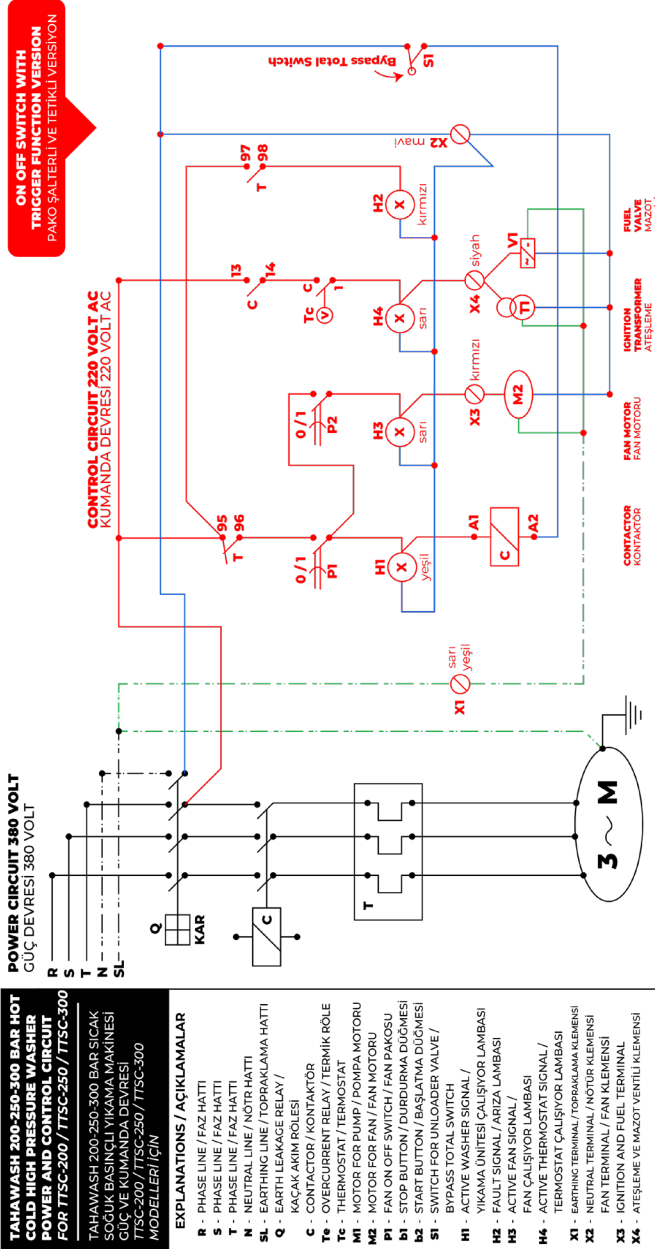 TAHAWASH 200-250-300 BAR HOT
COLD HIGH PRESSURE WASHER
POWER AND CONTROL CIRCUIT
FOR TTSC-200 / TTSC-250 / TTSC-300
TAHAWASH 200-250-300 BAR SICAK
SOĞUK BASINÇLI YIKAMA MAKİNESİ
GÜÇ VE KUMANDA DEVRESİ
TTSC-200 / TTSC-250 / TTSC-300
MODELLERİ İÇİN
EXPLANATIONS / AÇIKLAMALAR
R - PHASE LINE / FAZ HATTI
S - PHASE LINE / FAZ HATTI
T - PHASE LINE / FAZ HATTI
N - NEUTRAL LINE / NÖTR HATTI
SL - EARTHING LINE / TOPRAKLAMA HATTI
Q - EARTH LEAKAGE RELAY /
KAÇAK AKIM RÖLESİ
C - CONTACTOR / KONTAKTÖR
Te - OVERCURRENT RELAY / TERMİK RÖLE
Tc - THERMOSTAT / TERMOSTAT
M1 - MOTOR FOR PUMP / POMPA MOTORU
M2 - MOTOR FOR FAN / FAN MOTORU
P1 - FAN ON OFF SWITCH / FAN PAKOSU
b1 - STOP BUTTON / DURDURMA DÜĞMESİ
b2 - START BUTTON / BAŞLATMA DÜĞMESİ
S1 - SWITCH FOR UNLOADER VALVE /
BYPASS TOTAL SWITCH
H1 - ACTIVE WASHER SIGNAL /
YIKAMA ÜNİTESİ ÇALIŞIYOR LAMBASI
H2 - FAULT SIGNAL / ARIZA LAMBASI
H3 - ACTIVE FAN SIGNAL /
FAN ÇALIŞIYOR LAMBASI
H4 - ACTIVE THERMOSTAT SIGNAL /
TERMOSTAT ÇALIŞIYOR LAMBASI
X1 - EARTHING TERMINAL / TOPRAKLAMA KLEMENSİ
X2 - NEUTRAL TERMINAL / NÖTÜR KLEMENSİ
FAN TERMINAL / FAN KLEMENSİ
X3 - IGNITION AND FUEL TERMINAL
X4 - ATEŞLEME VE MAZOT VENTİLİ KLEMENSİ
POWER CIRCUIT 380 VOLT
GÜÇ DEVRESİ 380 VOLT
R
S
T
N
SL
Q
KAR
C
T
3 ~ M
X1
sarı
yeşil
CONTROL CIRCUIT 220 VOLT AC
KUMANDA DEVRESİ 220 VOLT AC
95
96
T
0/1
P1
H1
X
yeşil
A1
C
A2
CONTACTOR
KONTAKTÖR
0/1
P2
H3
X
sarı
X3
kırmızı
M2
FAN MOTOR
FAN MOTORU
13
14
C
Tc
V
C
1
H4
X
sarı
X4
siyah
T1
V1
~ -
IGNITION
TRANSFORMER
ATEŞLEME
FUEL
VALVE
MAZOT
97
98
T
H2
X
kırmızı
X2 mavi
Bypass Total Switch
S1
ON OFF SWITCH WITH
TRIGGER FUNCTION VERSION
PAKO ŞALTERLİ VE TETİKLİ VERSİYON